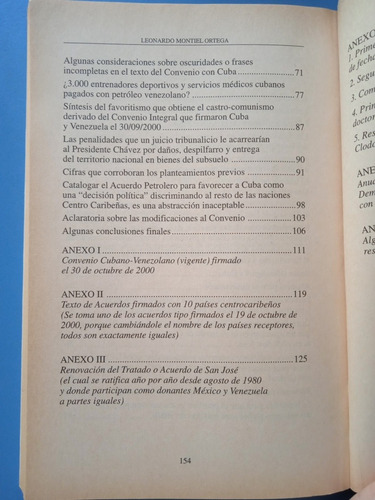 LEONARDO MONTIEL ORTEGA
Algunas consideraciones sobre oscuridades o frases
incompletas en el texto del Convenio con Cuba ............... 71
¿3.000 entrenadores deportivos y servicios médicos cubanos
pagados con petróleo venezolano? ............... 77
Síntesis del favoritismo que obtiene el castro-comunismo
derivado del Convenio Integral que firmaron Cuba
y Venezuela el 30/09/2000 ............... 87
Las penalidades que un juicio tribunalicio le acarrearían
al Presidente Chávez por daños, despilfarro y entrega
del territorio nacional en bienes del subsuelo ............... 90
Cifras que corroboran los planteamientos previos ............... 91
Catalogar el Acuerdo Petrolero para favorecer a Cuba como
una “decisión política” discriminando al resto de las naciones
Centro Caribeñas, es una abstracción inaceptable ............... 98
Aclaratoria sobre las modificaciones al Convenio ............... 103
Algunas conclusiones finales ............... 106
ANEXO I ............... 111
Convenio Cubano-Venezolano (vigente) firmado
el 30 de octubre de 2000
ANEXO II ............... 119
Texto de Acuerdos firmados con 10 países centrocaribeños
(Se toma uno de los acuerdos tipo firmados el 19 de octubre de
2000, porque cambiándole el nombre de los países receptores,
todos son exactamente iguales)
ANEXO III ............... 125
Renovación del Tratado o Acuerdo de San José
(el cual se ratifica año por año desde agosto de 1980
y donde participan como donantes México y Venezuela
a partes iguales)
154
ANEXO
1. Prime
de fecha
2. Segu
3. Com
4. Prin
doctor
5. Res
Clodo
ANE
Anua
Dem
con
ANE
Alg
res